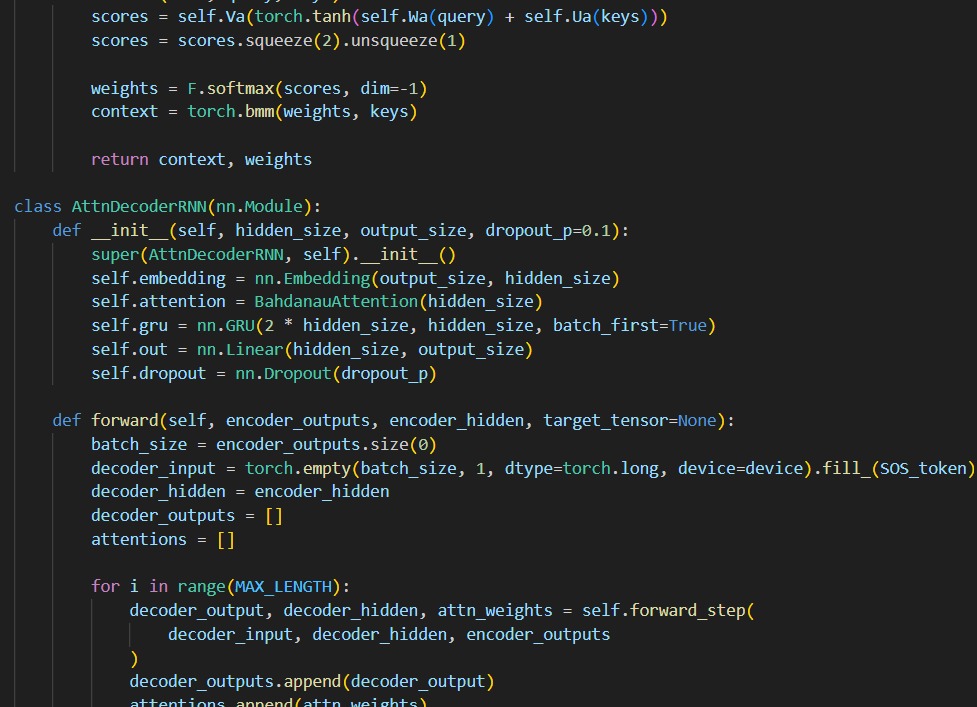 scores = self.Va(torch.tanh(self.Wa(query) + self.Ua(keys)))
        scores = scores.squeeze(2).unsqueeze(1)

        weights = F.softmax(scores, dim=-1)
        context = torch.bmm(weights, keys)

        return context, weights

class AttnDecoderRNN(nn.Module):
    def __init__(self, hidden_size, output_size, dropout_p=0.1):
        super(AttnDecoderRNN, self).__init__()
        self.embedding = nn.Embedding(output_size, hidden_size)
        self.attention = BahdanauAttention(hidden_size)
        self.gru = nn.GRU(2 * hidden_size, hidden_size, batch_first=True)
        self.out = nn.Linear(hidden_size, output_size)
        self.dropout = nn.Dropout(dropout_p)

    def forward(self, encoder_outputs, encoder_hidden, target_tensor=None):
        batch_size = encoder_outputs.size(0)
        decoder_input = torch.empty(batch_size, 1, dtype=torch.long, device=device).fill_(SOS_token)
        decoder_hidden = encoder_hidden
        decoder_outputs = []
        attentions = []

        for i in range(MAX_LENGTH):
            decoder_output, decoder_hidden, attn_weights = self.forward_step(
                decoder_input, decoder_hidden, encoder_outputs
            )
            decoder_outputs.append(decoder_output)
            attentions.append(attn_weights)